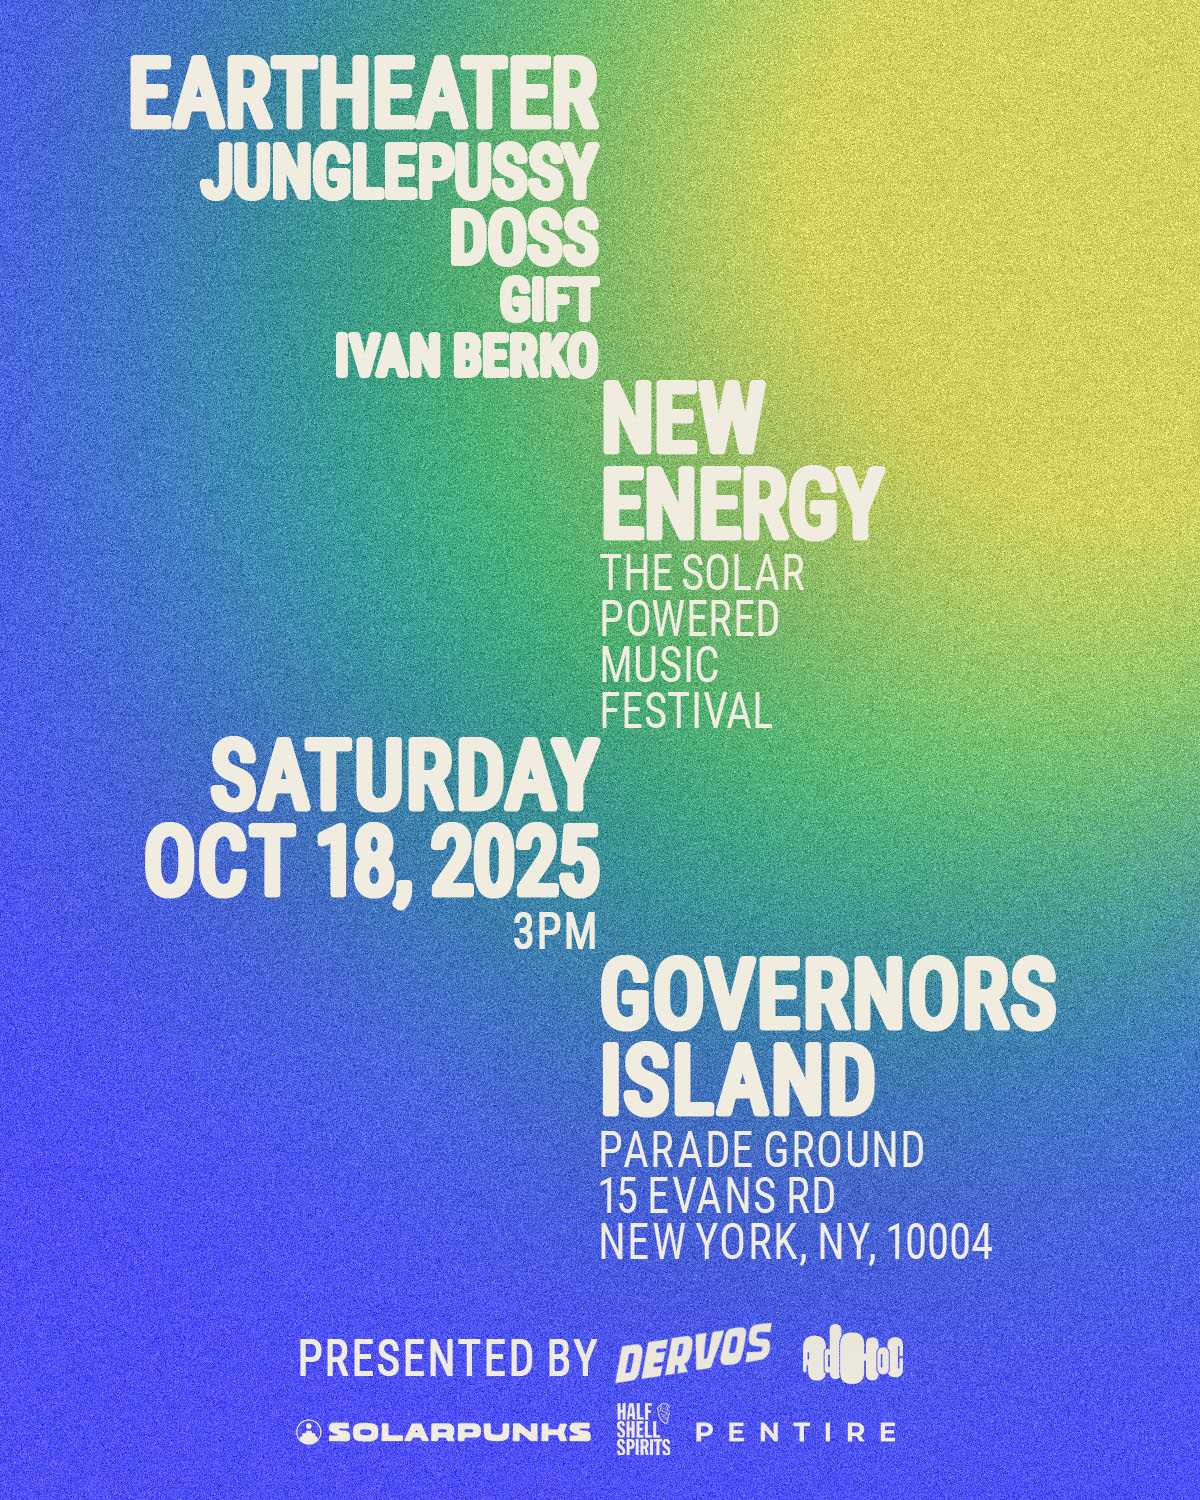 EARTHEATER
JUNGLEPUSSY
DOSS
GIFT
IVAN BERKO
NEW
ENERGY
THE SOLAR
POWERED
MUSIC
FESTIVAL
SATURDAY
OCT 18, 2025
3PM
GOVERNORS
ISLAND
PARADE GROUND
15 EVANS RD
NEW YORK, NY, 10004
PRESENTED BY DERVOS AdHoC
SOLARPUNKS
HALF
SHELL
SPIRITS
PENTIRE